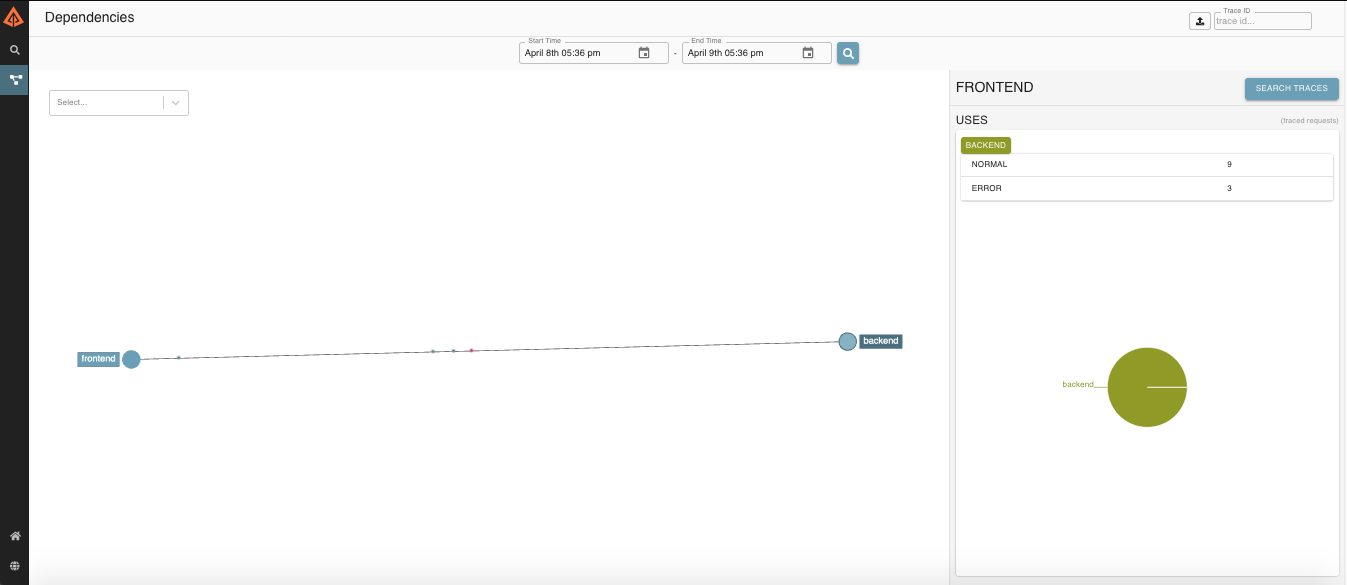 Dependencies
Trace ID
trace id...
Start Time
April 8th 05:36 pm
-
End Time
April 9th 05:36 pm
Select...
FRONTEND
SEARCH TRACES
USES
(traced requests)
BACKEND
NORMAL 9
ERROR 3
frontend
backend
backend